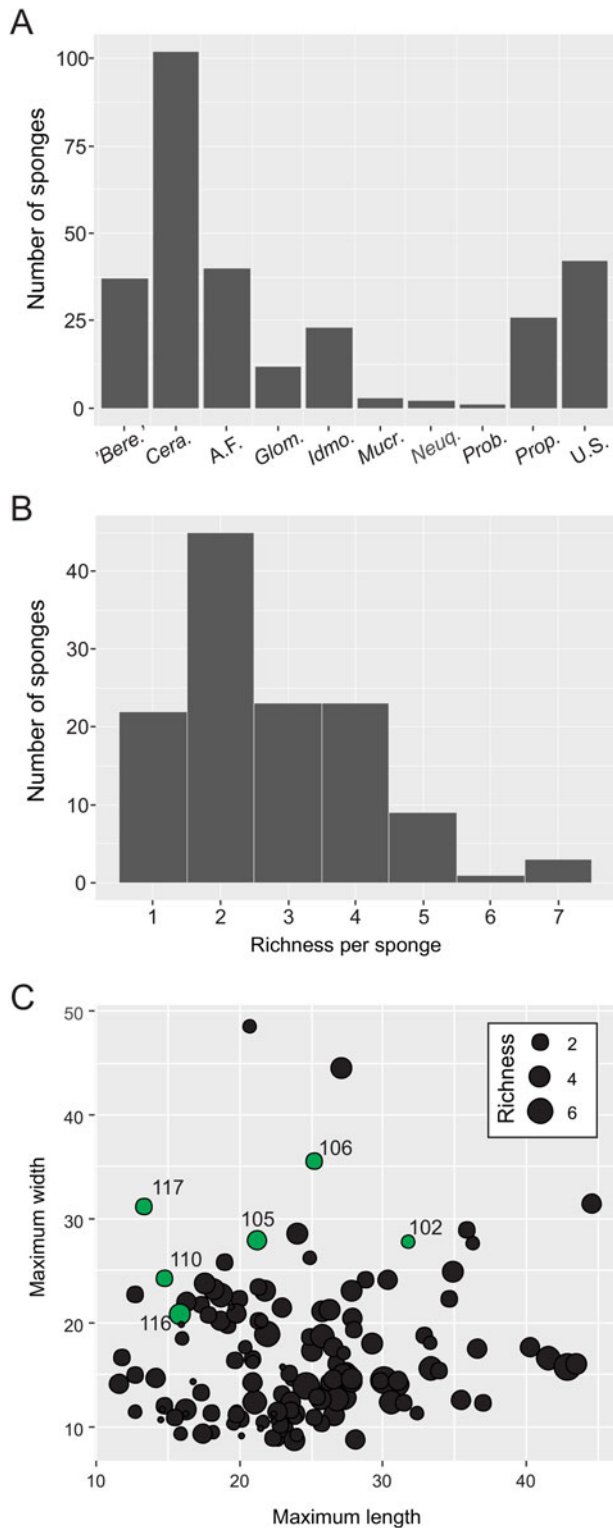 A
Number of sponges
100
75
50
25
0
'Bere.'
Cera.
A.F.
Glom.
Idmo.
Mucr.
Neuq.
Prob.
Prop.
U.S.
B
Number of sponges
40
30
20
10
0
1 2 3 4 5 6 7
Richness per sponge
C
Maximum width
50
40
30
20
10
Richness
2
4
6
106
117
105
102
110
116
10 20 30 40
Maximum length